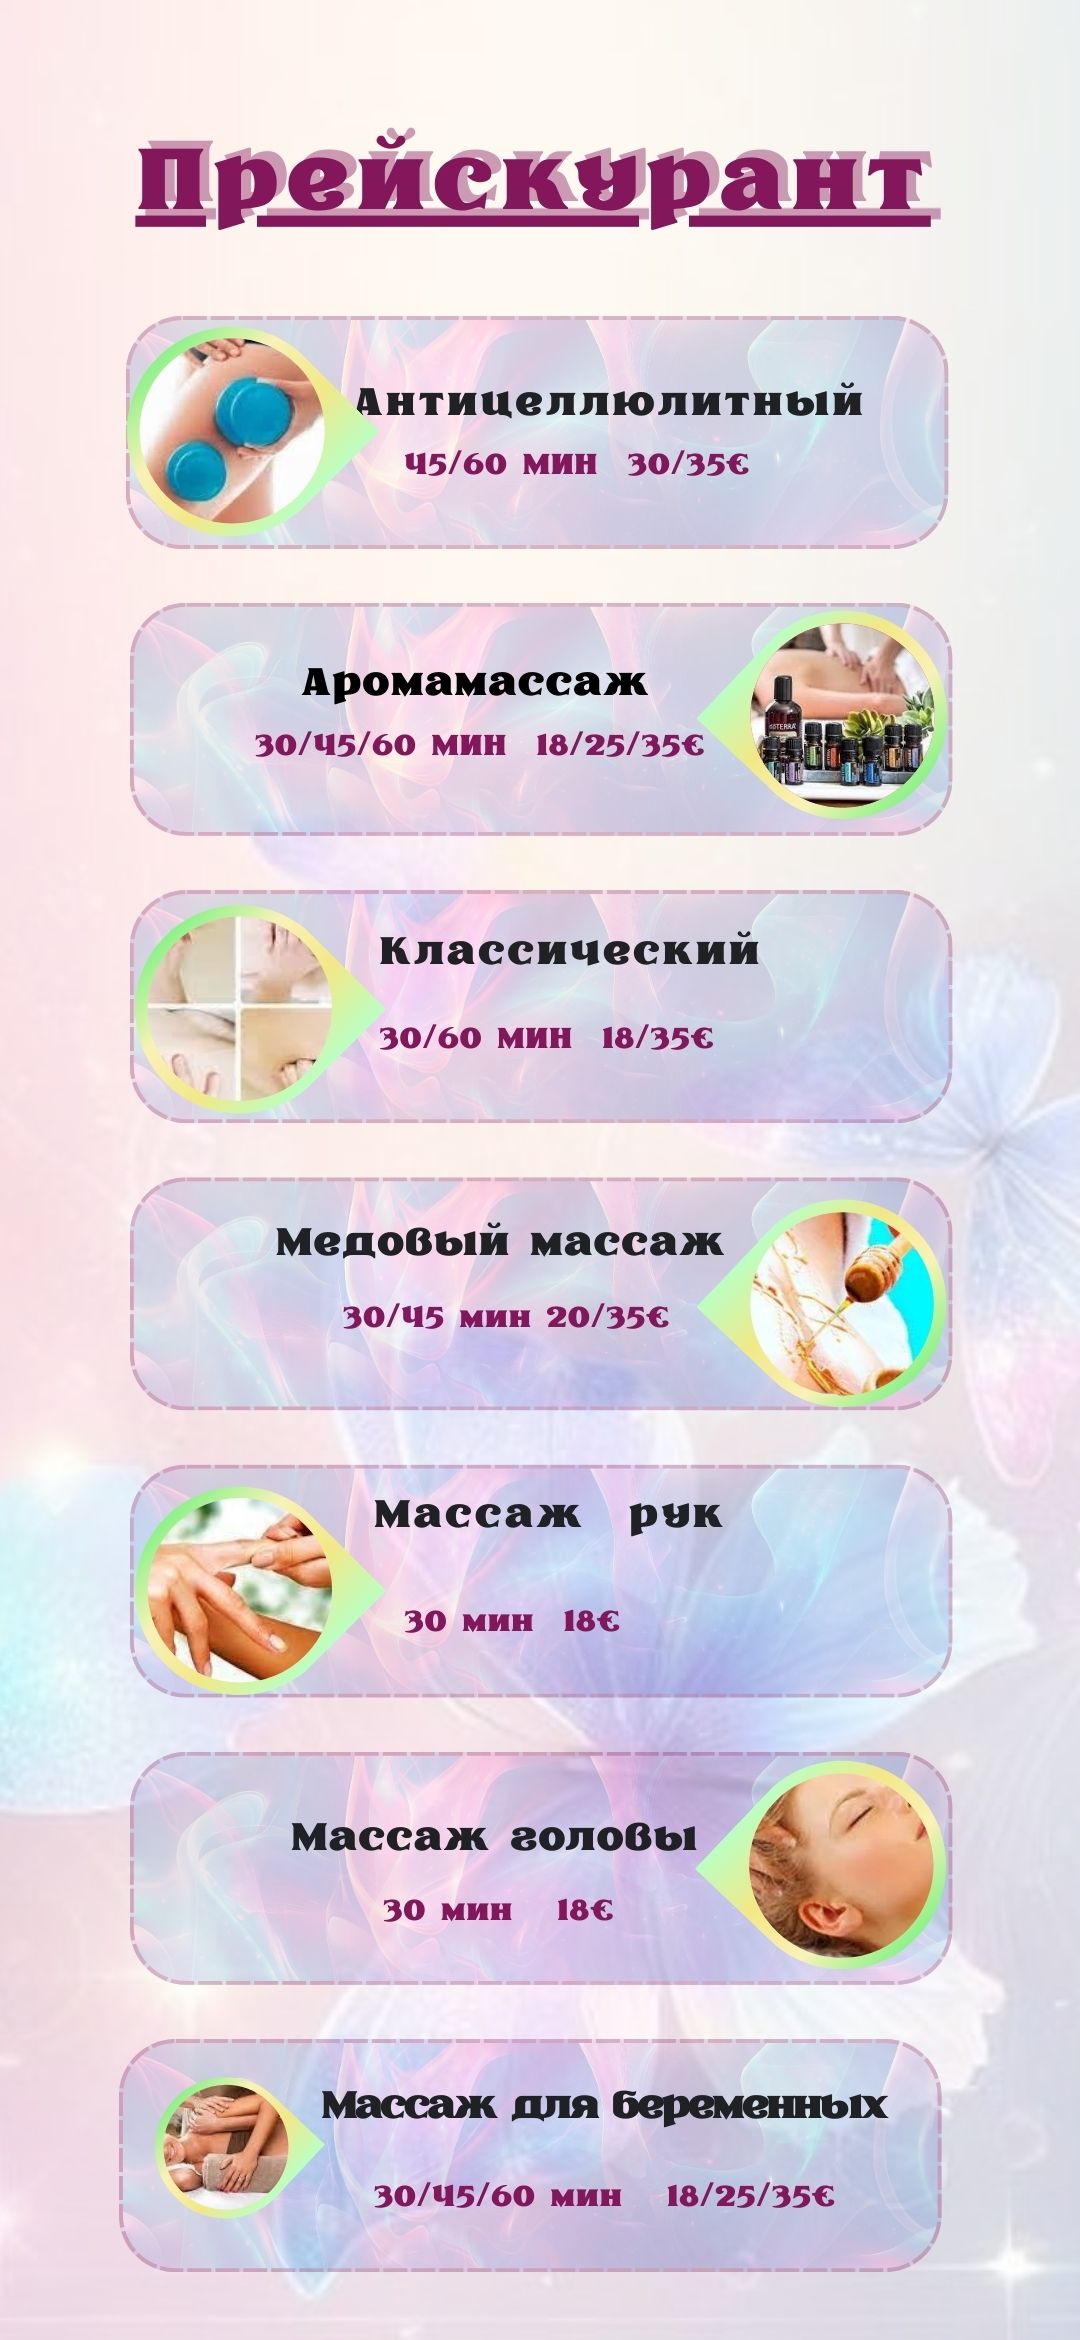 Прейскурант
Антицеллюлитный
45/60 МИН 30/35€
Аромамассаж
30/45/60 МИН 18/25/35€
doTERRA
Классический
30/60 МИН 18/35€
Медовый массаж
30/45 мин 20/35€
Массаж рук
30 мин 18€
Массаж головы
30 мин 18€
Массаж для беременных
30/45/60 мин 18/25/35€